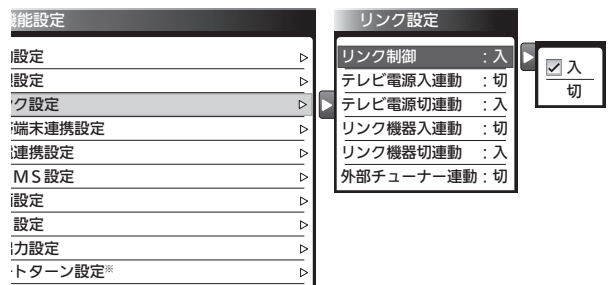 能設定
設定
設定
ク設定
端末連携設定
連携設定
MS設定
設定
設定
力設定
トターン設定※
リンク設定
リンク制御 :入
テレビ電源入連動 :切
テレビ電源切連動 :入
リンク機器入連動 :切
リンク機器切連動 :入
外部チューナー連動:切
入
切